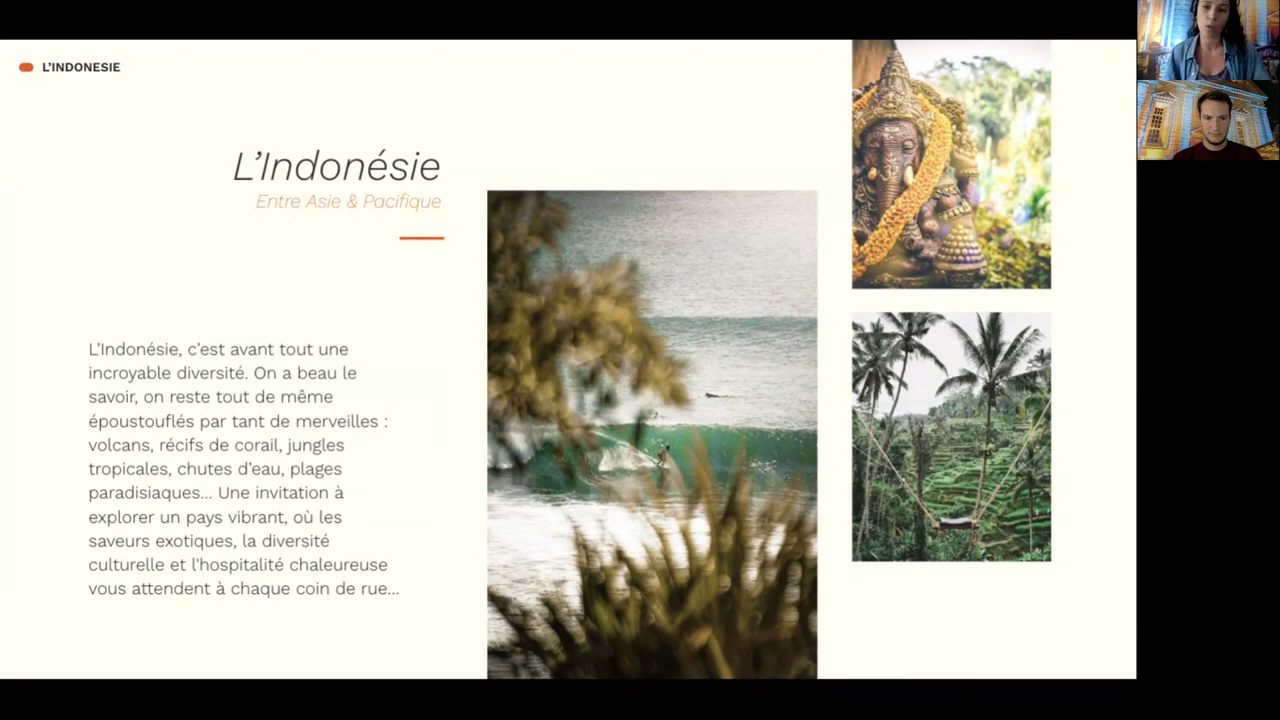 L'INDONESIE
L'Indonésie
Entre Asie & Pacifique
L'Indonésie, c'est avant tout une
incroyable diversité. On a beau le
savoir, on reste tout de même
époustouflés par tant de merveilles :
volcans, récifs de corail, jungles
tropicales, chutes d'eau, plages
paradisiaques... Une invitation à
explorer un pays vibrant, où les
saveurs exotiques, la diversité
culturelle et l'hospitalité chaleureuse
vous attendent à chaque coin de rue...